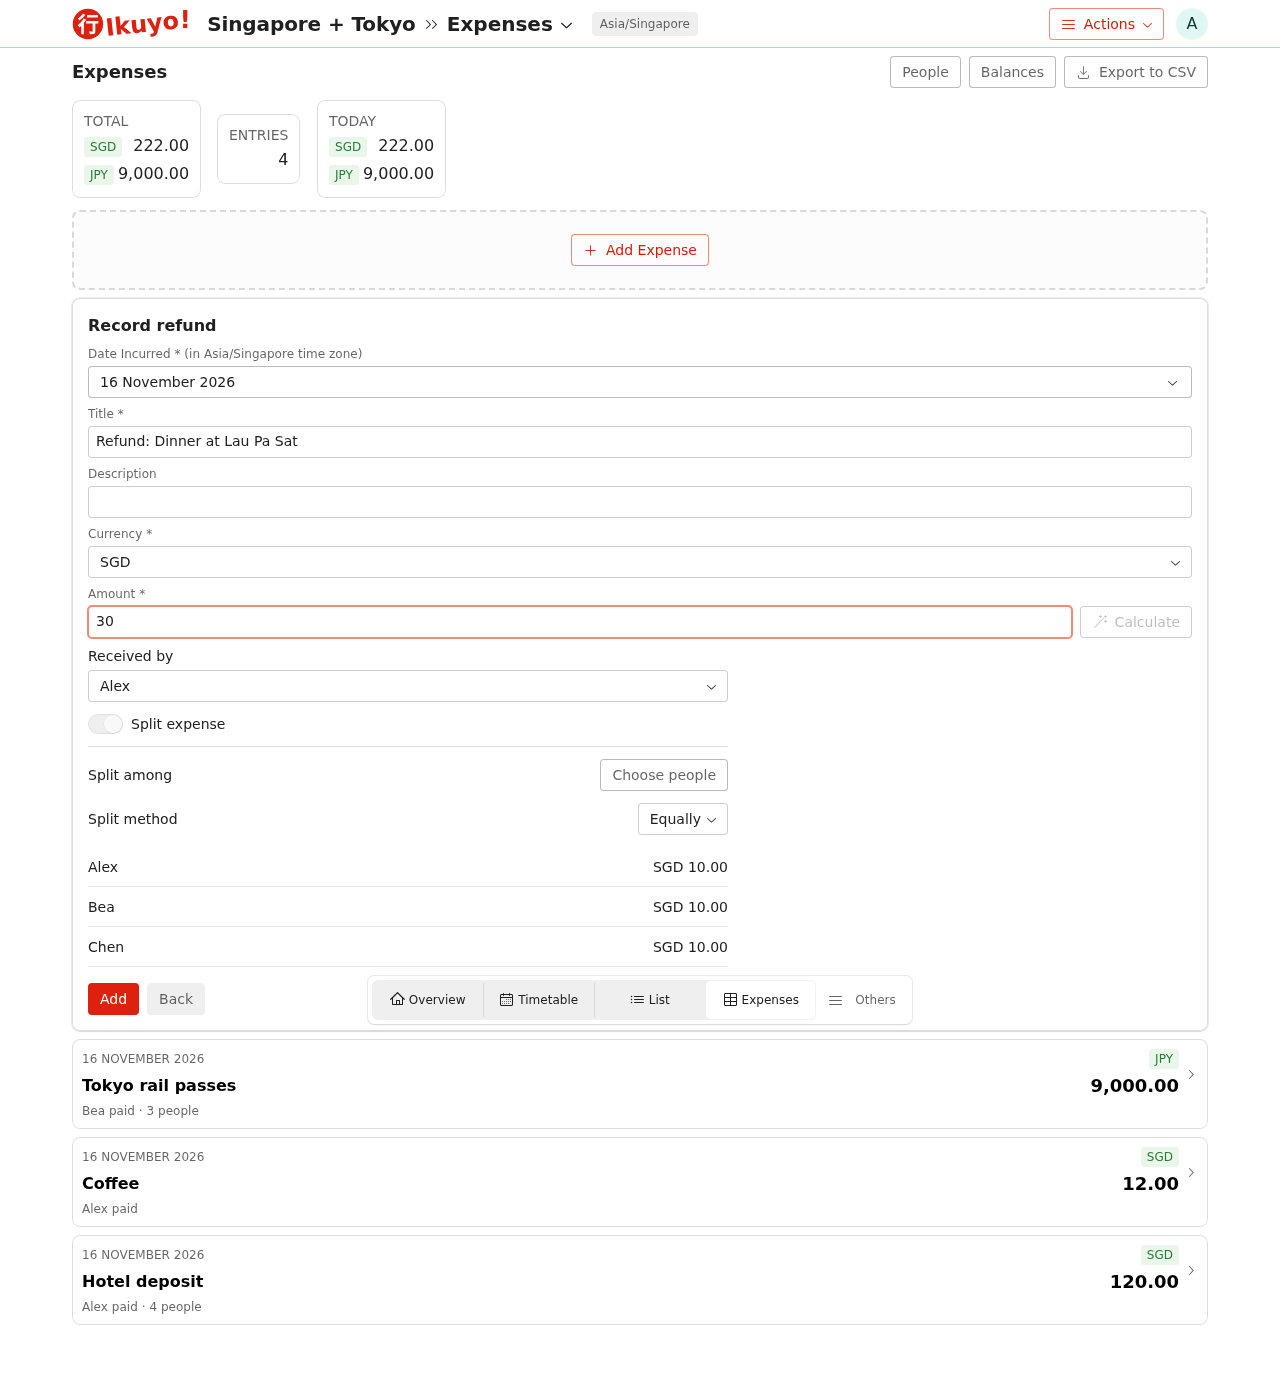 行 Ikuyo! Singapore + Tokyo » Expenses Asia/Singapore Actions A
Expenses People Balances Export to CSV
TOTAL
SGD 222.00
JPY 9,000.00
ENTRIES
4
TODAY
SGD 222.00
JPY 9,000.00
+ Add Expense
Record refund
Date Incurred * (in Asia/Singapore time zone)
16 November 2026
Title *
Refund: Dinner at Lau Pa Sat
Description
Currency *
SGD
Amount *
30 Calculate
Received by
Alex
Split expense
Split among Choose people
Split method Equally
Alex SGD 10.00
Bea SGD 10.00
Chen SGD 10.00
Add Back
Overview Timetable List Expenses Others
16 NOVEMBER 2026 JPY
Tokyo rail passes 9,000.00
Bea paid · 3 people
16 NOVEMBER 2026 SGD
Coffee 12.00
Alex paid
16 NOVEMBER 2026 SGD
Hotel deposit 120.00
Alex paid · 4 people